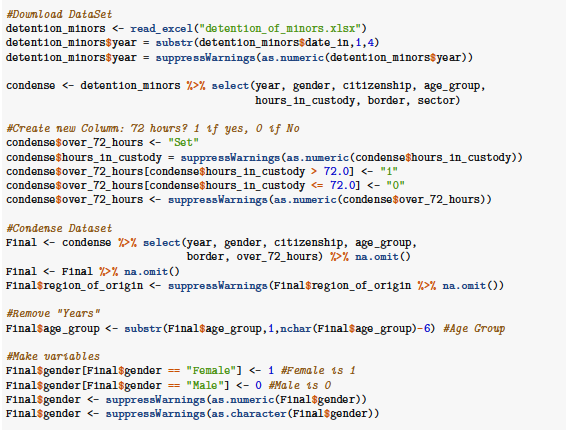 #Download DataSet
detention_minors <- read_excel("detention_of_minors.xlsx")
detention_minors$year = substr(detention_minors$date_in,1,4)
detention_minors$year = suppressWarnings(as.numeric(detention_minors$year))
condense <- detention_minors %>% select(year, gender, citizenship, age_group,
hours_in_custody, border, sector)
#Create new Column: 72 hours? 1 if yes, 0 if No
condense$over_72_hours <- "Set"
condense$hours_in_custody = suppressWarnings(as.numeric(condense$hours_in_custody))
condense$over_72_hours[condense$hours_in_custody > 72.0] <- "1"
condense$over_72_hours[condense$hours_in_custody <= 72.0] <- "0"
condense$over_72_hours <- suppressWarnings(as.numeric(condense$over_72_hours))
#Condense Dataset
Final <- condense %>% select(year, gender, citizenship, age_group,
border, over_72_hours) %>% na.omit()
Final <- Final %>% na.omit()
Final$region_of_origin <- suppressWarnings(Final$region_of_origin %>% na.omit())
#Remove "Years"
Final$age_group <- substr(Final$age_group,1,nchar(Final$age_group)-6) #Age Group
#Make variables
Final$gender[Final$gender == "Female"] <- 1 #Female is 1
Final$gender[Final$gender == "Male"] <- 0 #Male is 0
Final$gender <- suppressWarnings(as.numeric(Final$gender))
Final$gender <- suppressWarnings(as.character(Final$gender))